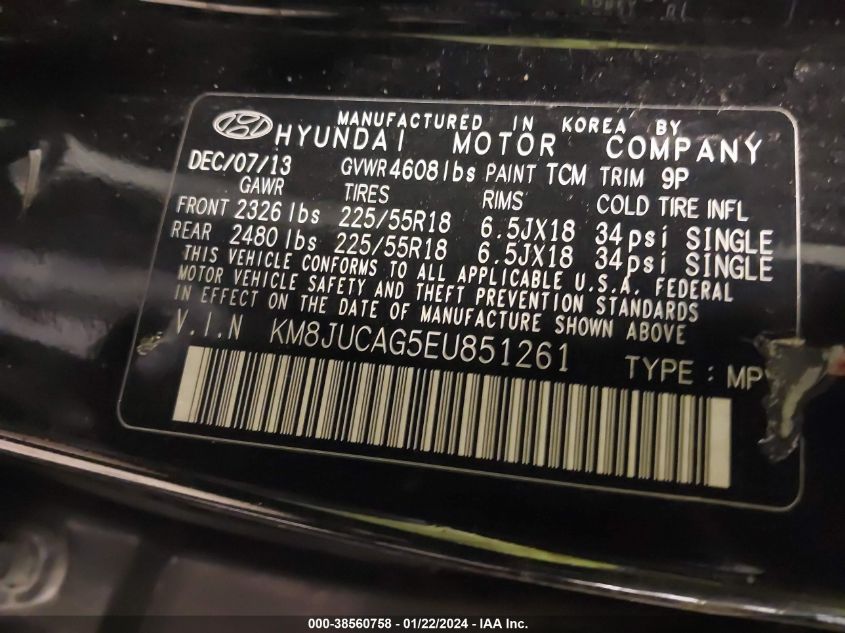 MANUFACTURED IN KOREA BY
HYUNDAI MOTOR COMPANY
DEC/07/13 GVWR 4608 lbs PAINT TCM TRIM 9P
GAWR TIRES RIMS COLD TIRE INFL
FRONT 2326 lbs 225/55R18 6.5JX18 34psi SINGLE
REAR 2480 lbs 225/55R18 6.5JX18 34psi SINGLE
THIS VEHICLE CONFORMS TO ALL APPLICABLE U.S.A. FEDERAL
MOTOR VEHICLE SAFETY AND THEFT PREVENTION STANDARDS
IN EFFECT ON THE DATE OF MANUFACTURE SHOWN ABOVE
V.I.N KM8JUCAG5EU851261 TYPE : MPV
000-38560758 - 01/22/2024 - IAA Inc.